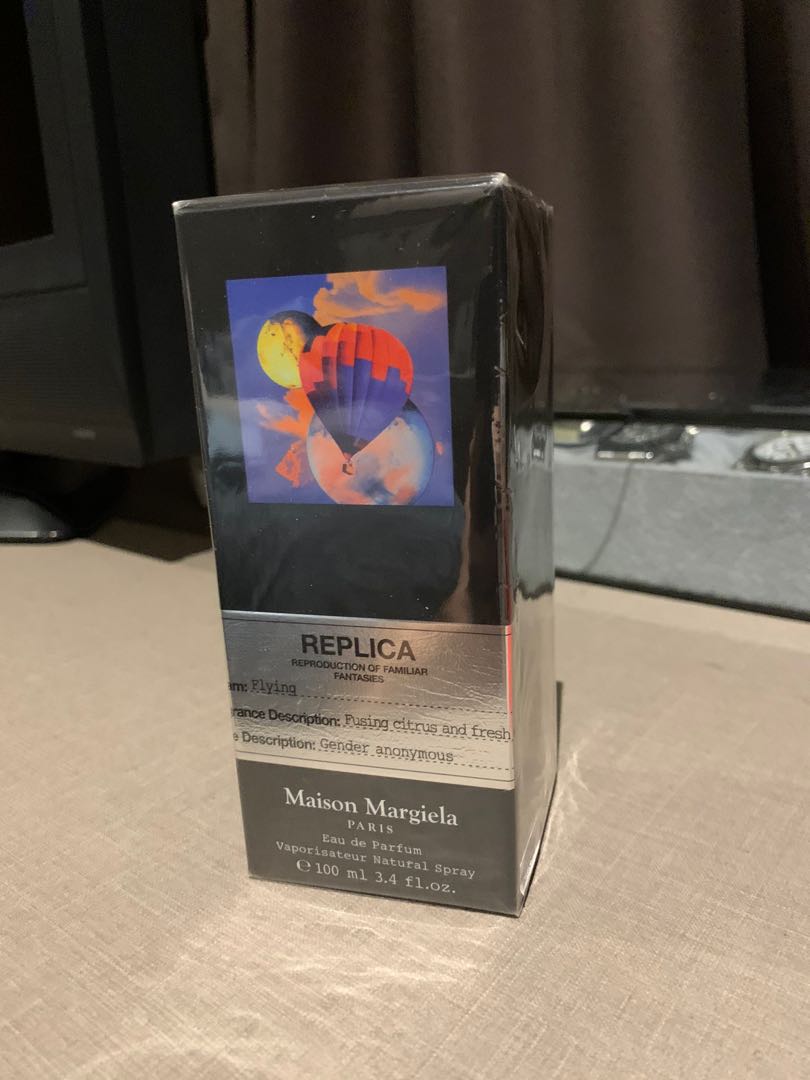 REPLICA
REPRODUCTION OF FAMILIAR
FANTASIES
am: Flying
rance Description: Fusing citrus and fresh
e Description: Gender anonymous
Maison Margiela
PARIS
Eau de Parfum
Vaporisateur Natural Spray
℮ 100 ml 3.4 fl.oz.